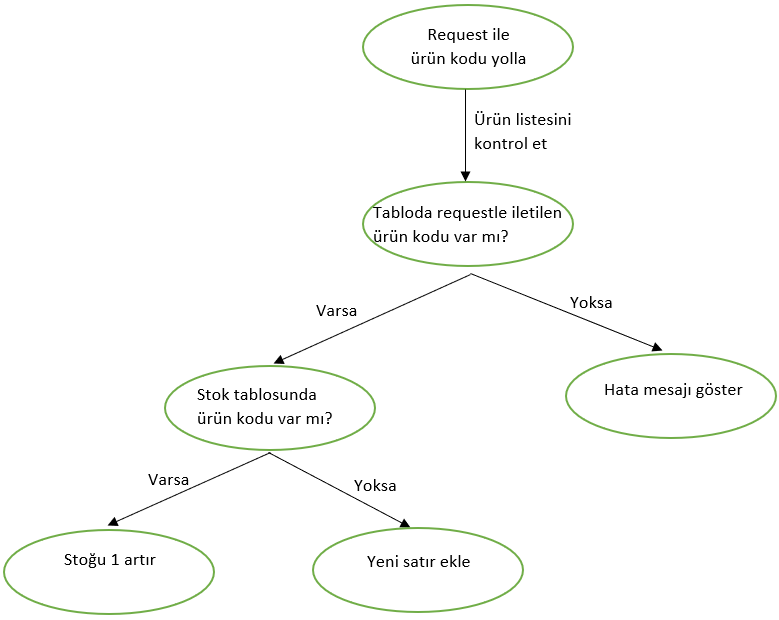 Request ile
ürün kodu yolla
Ürün listesini
kontrol et
Tabloda requestle iletilen
ürün kodu var mı?
Varsa
Yoksa
Stok tablosunda
ürün kodu var mı?
Hata mesajı göster
Varsa
Yoksa
Stoğu 1 artır
Yeni satır ekle